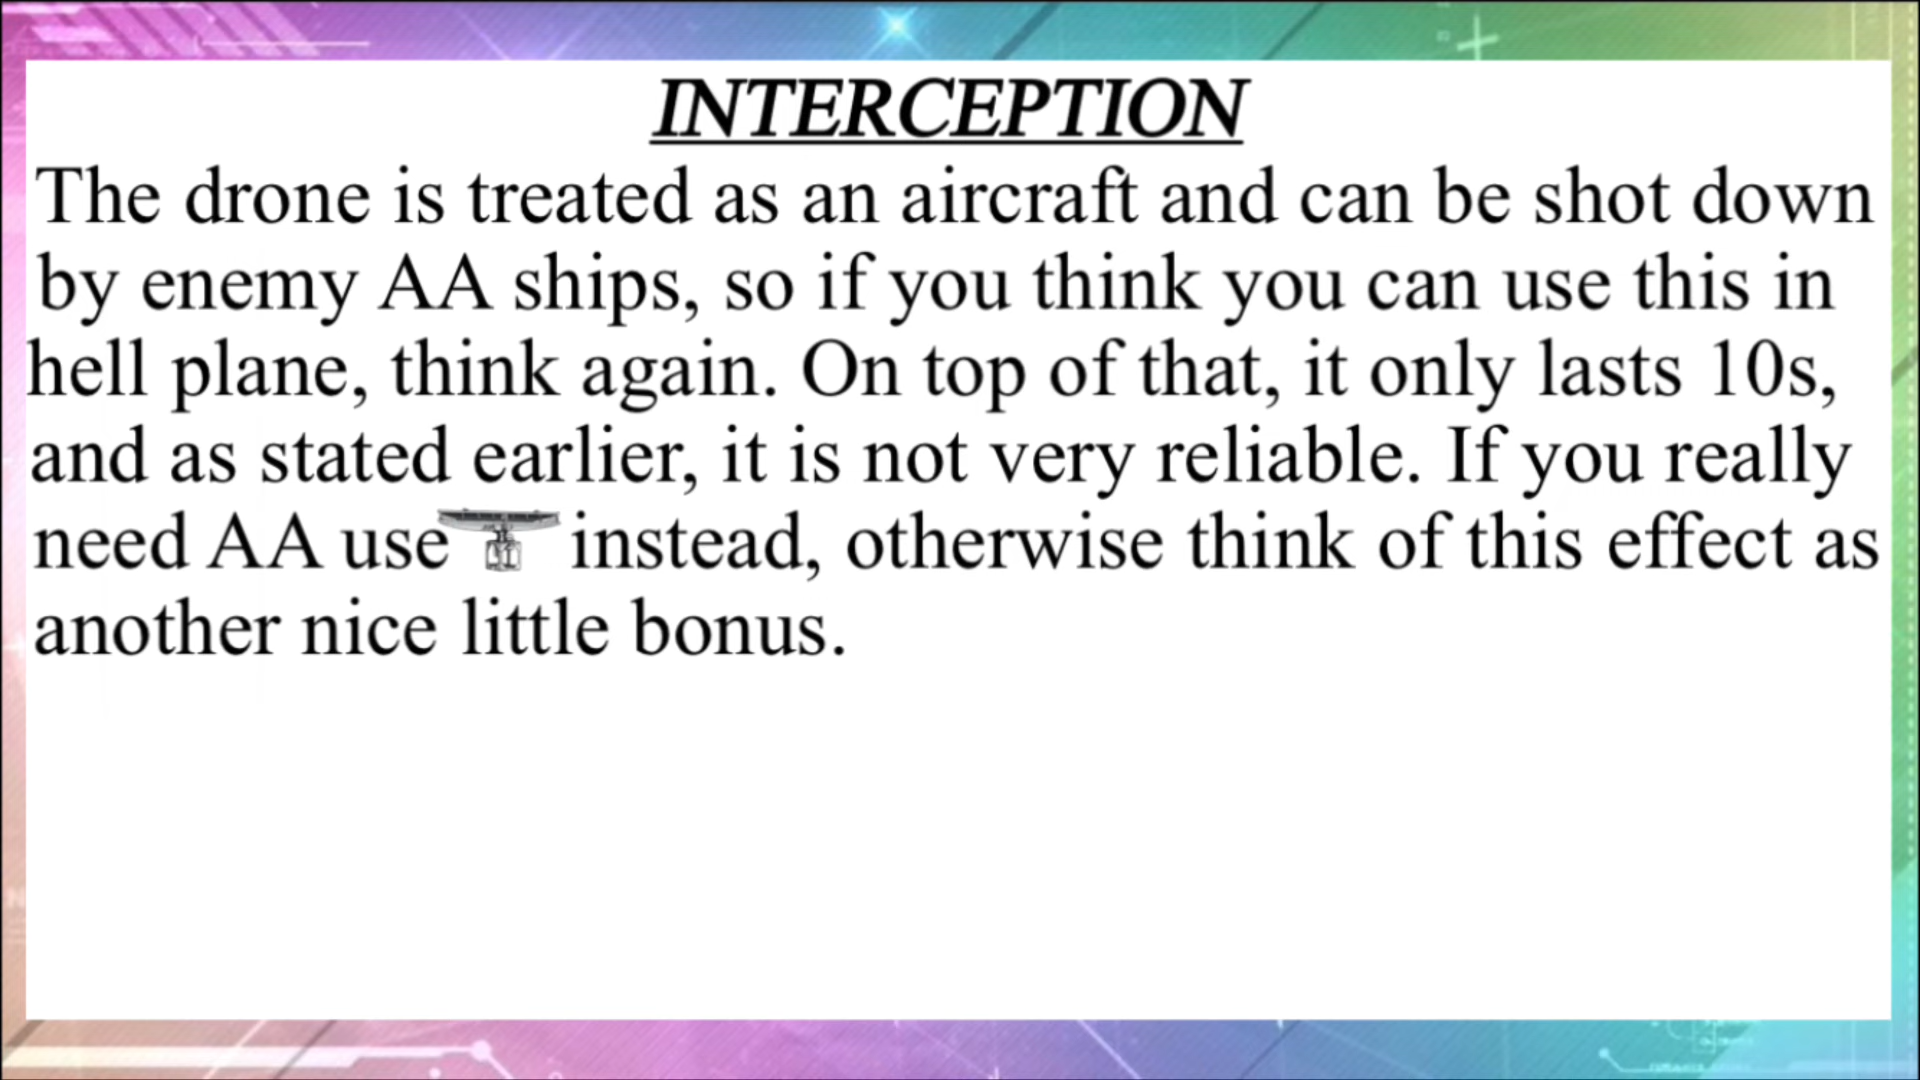 INTERCEPTION
The drone is treated as an aircraft and can be shot down
by enemy AA ships, so if you think you can use this in
hell plane, think again. On top of that, it only lasts 10s,
and as stated earlier, it is not very reliable. If you really
need AA use instead, otherwise think of this effect as
another nice little bonus.